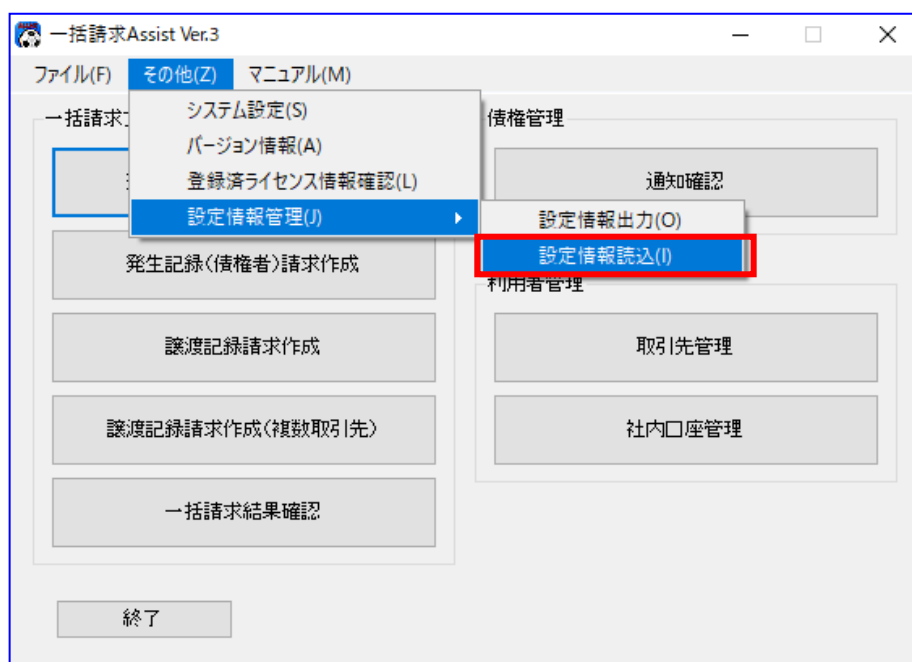 一括請求Assist Ver.3
ファイル(F) その他(Z) マニュアル(M)
システム設定(S)
バージョン情報(A)
登録済ライセンス情報確認(L)
設定情報管理(J)
設定情報出力(O)
設定情報読込(I)
一括請求
発生記録(債権者)請求作成
譲渡記録請求作成
譲渡記録請求作成(複数取引先)
一括請求結果確認
債権管理
通知確認
利用者管理
取引先管理
社内口座管理
終了